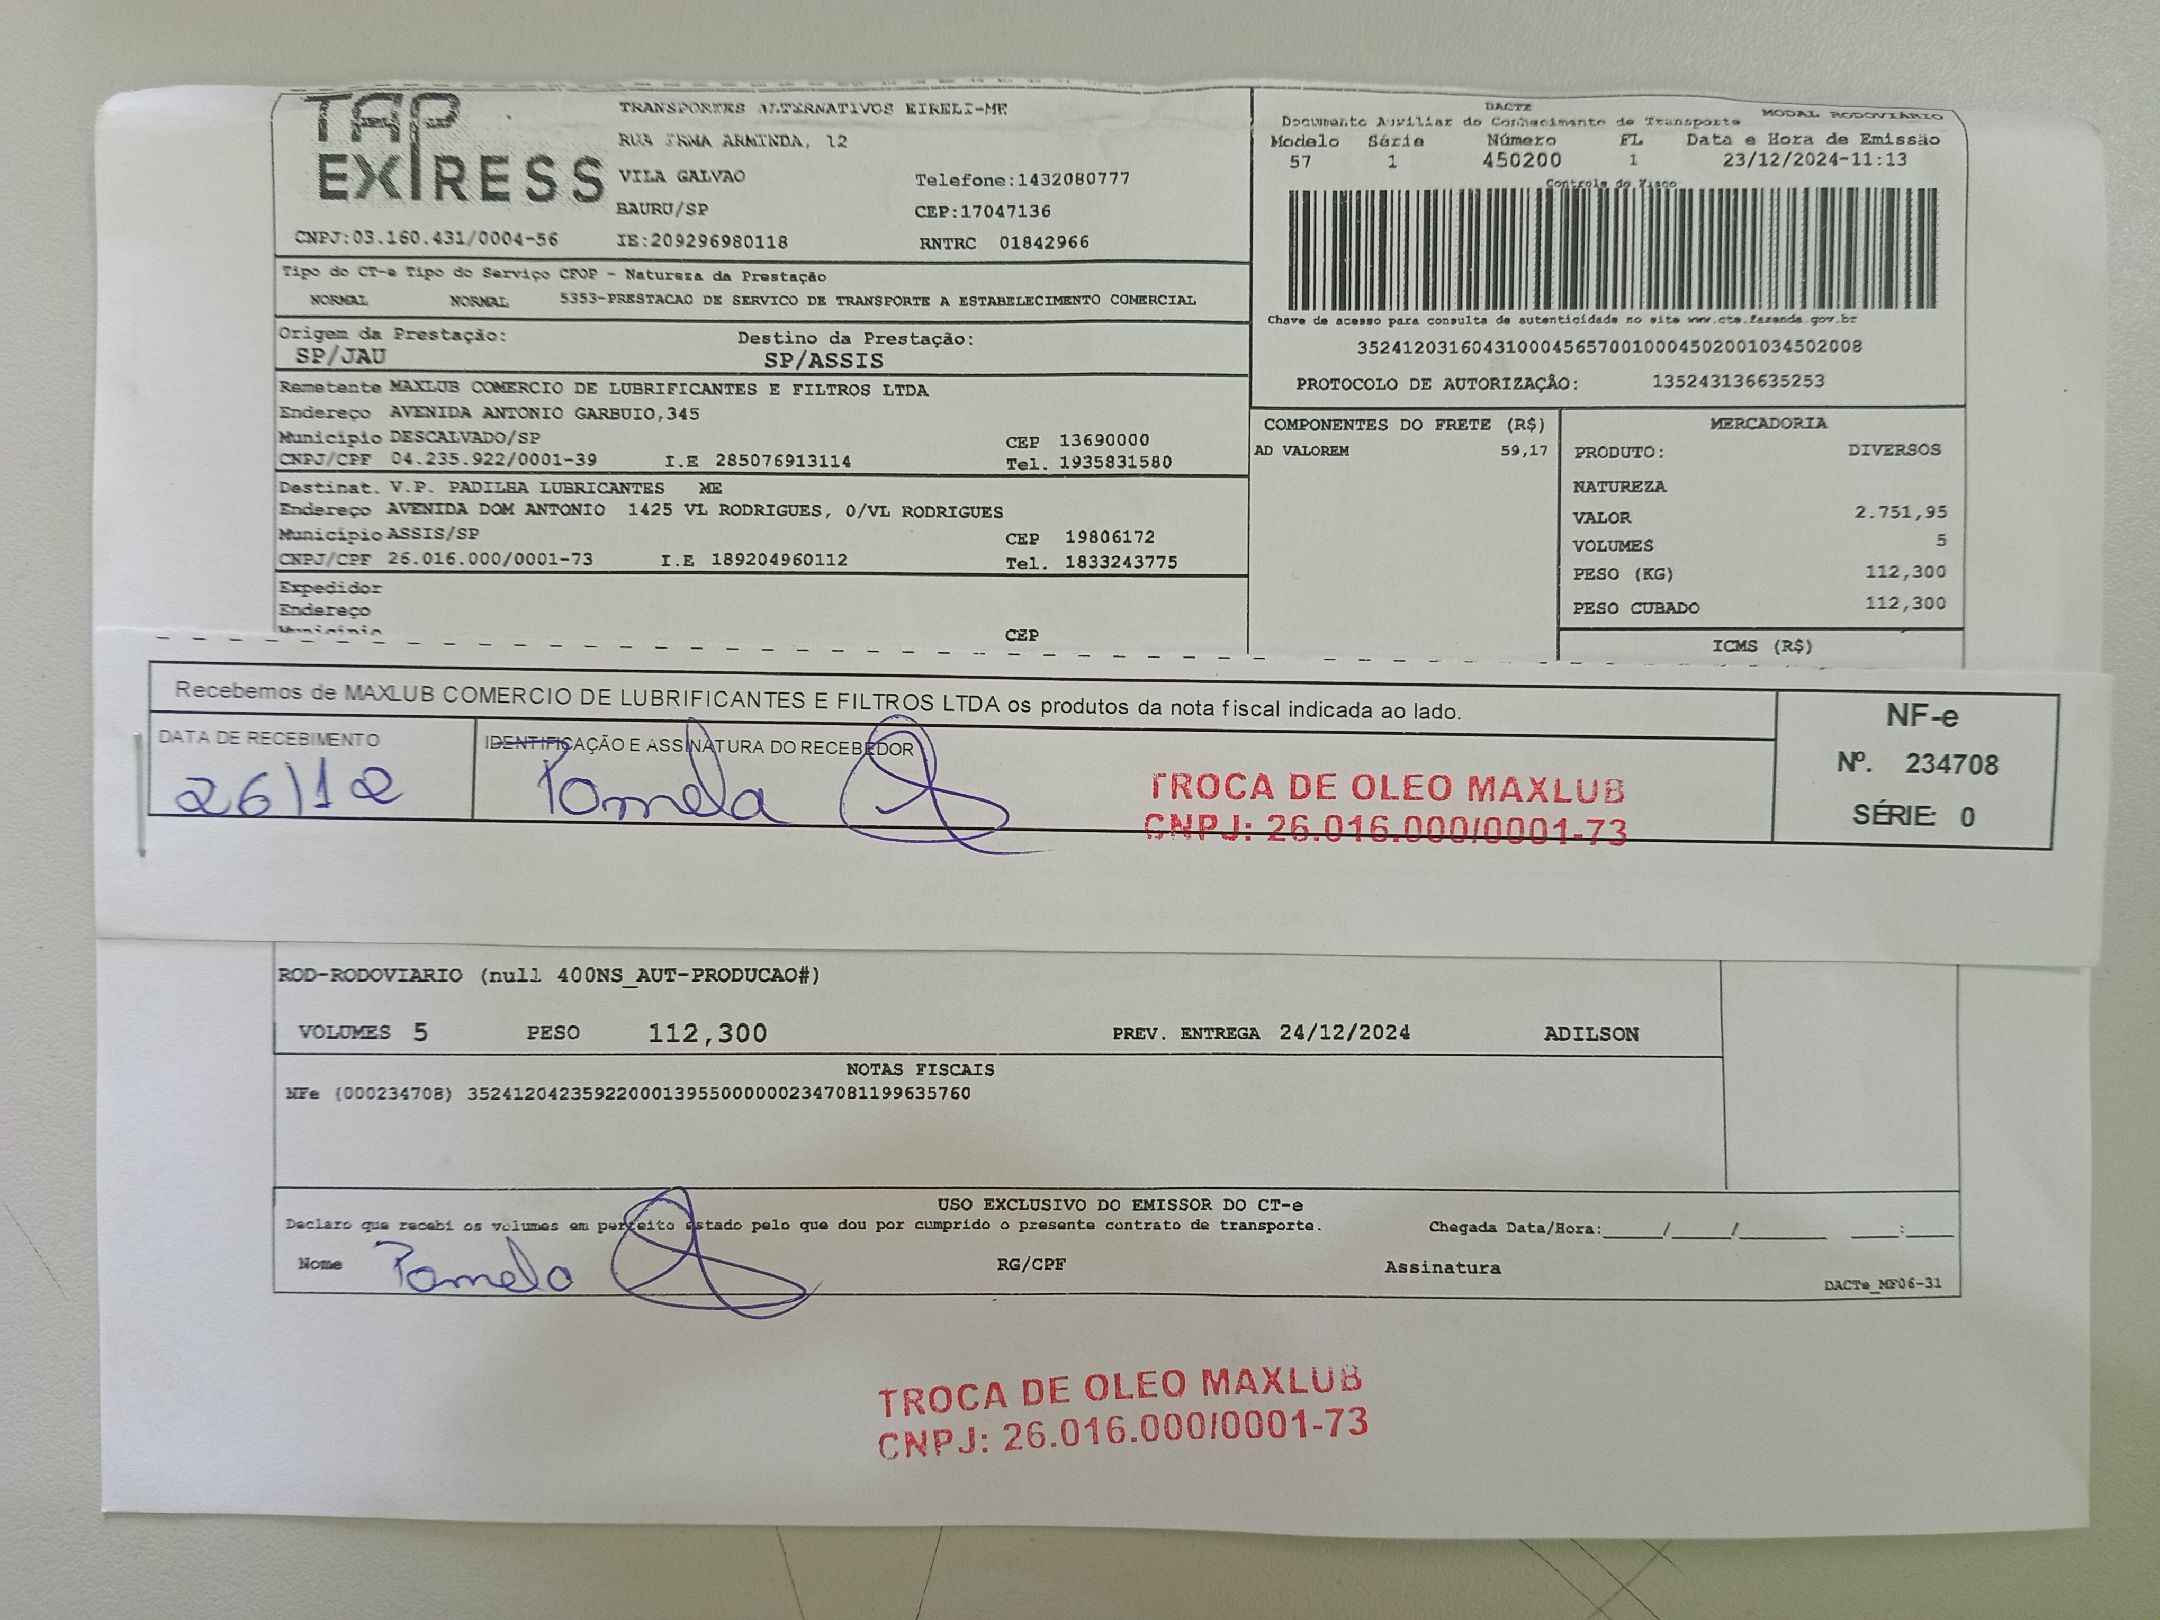 TAP EXPRESS
TRANSPORTES ALTERNATIVOS EIRELI-ME
RUA IRMA ARMINDA, 12
VILA GALVAO Telefone:1432080777
BAURU/SP CEP:17047136
CNPJ:03.160.431/0004-56 IE:209296980118 RNTRC 01842966
DACTE MODAL RODOVIÁRIO
Documento Auxiliar do Conhecimento de Transporte
Modelo Série Número FL Data e Hora de Emissão
57 1 450200 1 23/12/2024-11:13
Controle do Fisco
Chave de acesso para consulta de autenticidade no site www.cte.fazenda.gov.br
35241203160431000456570010004502001034502008
PROTOCOLO DE AUTORIZAÇÃO: 135243136635253
Tipo do CT-e Tipo do Serviço CFOP - Natureza da Prestação
NORMAL NORMAL 5353-PRESTACAO DE SERVICO DE TRANSPORTE A ESTABELECIMENTO COMERCIAL
Origem da Prestação: Destino da Prestação:
SP/JAU SP/ASSIS
Remetente MAXLUB COMERCIO DE LUBRIFICANTES E FILTROS LTDA
Endereço AVENIDA ANTONIO GARBUIO,345
Município DESCALVADO/SP CEP 13690000
CNPJ/CPF 04.235.922/0001-39 I.E 285076913114 Tel. 1935831580
Destinat. V.P. PADILHA LUBRICANTES ME
Endereço AVENIDA DOM ANTONIO 1425 VL RODRIGUES, 0/VL RODRIGUES
Município ASSIS/SP CEP 19806172
CNPJ/CPF 26.016.000/0001-73 I.E 189204960112 Tel. 1833243775
Expedidor
Endereço
Município CEP
COMPONENTES DO FRETE (R$)
AD VALOREM 59,17
MERCADORIA
PRODUTO: DIVERSOS
NATUREZA
VALOR 2.751,95
VOLUMES 5
PESO (KG) 112,300
PESO CUBADO 112,300
ICMS (R$)
Recebemos de MAXLUB COMERCIO DE LUBRIFICANTES E FILTROS LTDA os produtos da nota fiscal indicada ao lado.
DATA DE RECEBIMENTO IDENTIFICAÇÃO E ASSINATURA DO RECEBEDOR
26/12 Pamela
TROCA DE OLEO MAXLUB
CNPJ: 26.016.000/0001-73
NF-e
Nº. 234708
SÉRIE: 0
ROD-RODOVIARIO (null 400NS_AUT-PRODUCAO#)
VOLUMES 5 PESO 112,300 PREV. ENTREGA 24/12/2024 ADILSON
NOTAS FISCAIS
NFe (000234708) 35241204235922000139550000002347081199635760
USO EXCLUSIVO DO EMISSOR DO CT-e
Declaro que recebi os volumes em perfeito estado pelo que dou por cumprido o presente contrato de transporte. Chegada Data/Hora:____/____/______ ____:____
Nome Pamela RG/CPF Assinatura
DACTe_MF06-31
TROCA DE OLEO MAXLUB
CNPJ: 26.016.000/0001-73